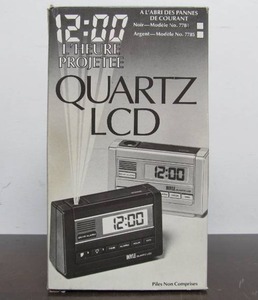 12:00
L'HEURE
PROJETÉE
A L'ABRI DES PANNES
DE COURANT
Noir—Modèle No. 7781
Argent—Modèle No. 7785
QUARTZ
LCD
12:00
12:00
Piles Non Comprises